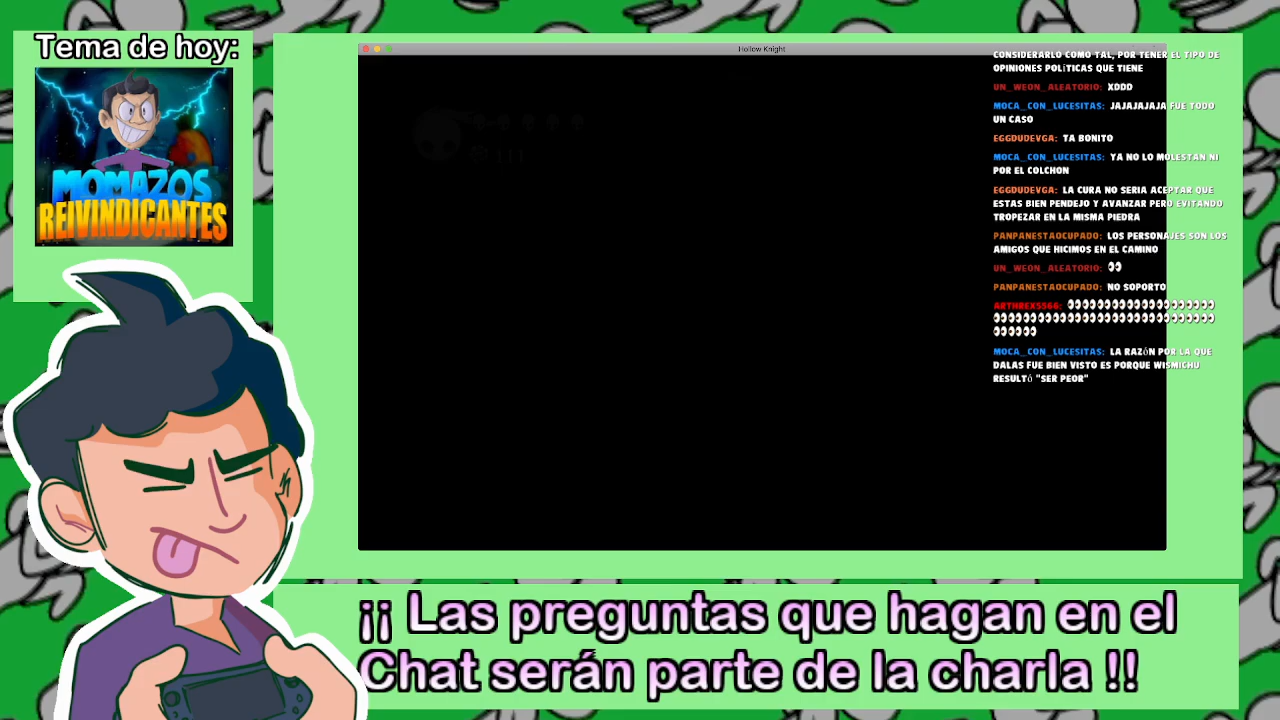 Tema de hoy:
MOMAZOS
REIVINDICANTES
Hollow Knight
CONSIDERARLO COMO TAL, POR TENER EL TIPO DE
OPINIONES POLÍTICAS QUE TIENE
UN_WEON_ALEATORIO: XDDD
MOCA_CON_LUCESITAS: JAJAJAJAJA FUE TODO
UN CASO
EGGDUDEVGA: TA BONITO
MOCA_CON_LUCESITAS: YA NO LO MOLESTAN NI
POR EL COLCHON
EGGDUDEVGA: LA CURA NO SERIA ACEPTAR QUE
ESTAS BIEN PENDEJO Y AVANZAR PERO EVITANDO
TROPEZAR EN LA MISMA PIEDRA
PANPANESTAOCUPADO: LOS PERSONAJES SON LOS
AMIGOS QUE HICIMOS EN EL CAMINO
UN_WEON_ALEATORIO: 👀
PANPANESTAOCUPADO: NO SOPORTO
ARTHREX5566:
MOCA_CON_LUCESITAS: LA RAZÓN POR LA QUE
DALAS FUE BIEN VISTO ES PORQUE WISMICHU
RESULTÓ "SER PEOR"
¡¡ Las preguntas que hagan en el
Chat serán parte de la charla !!